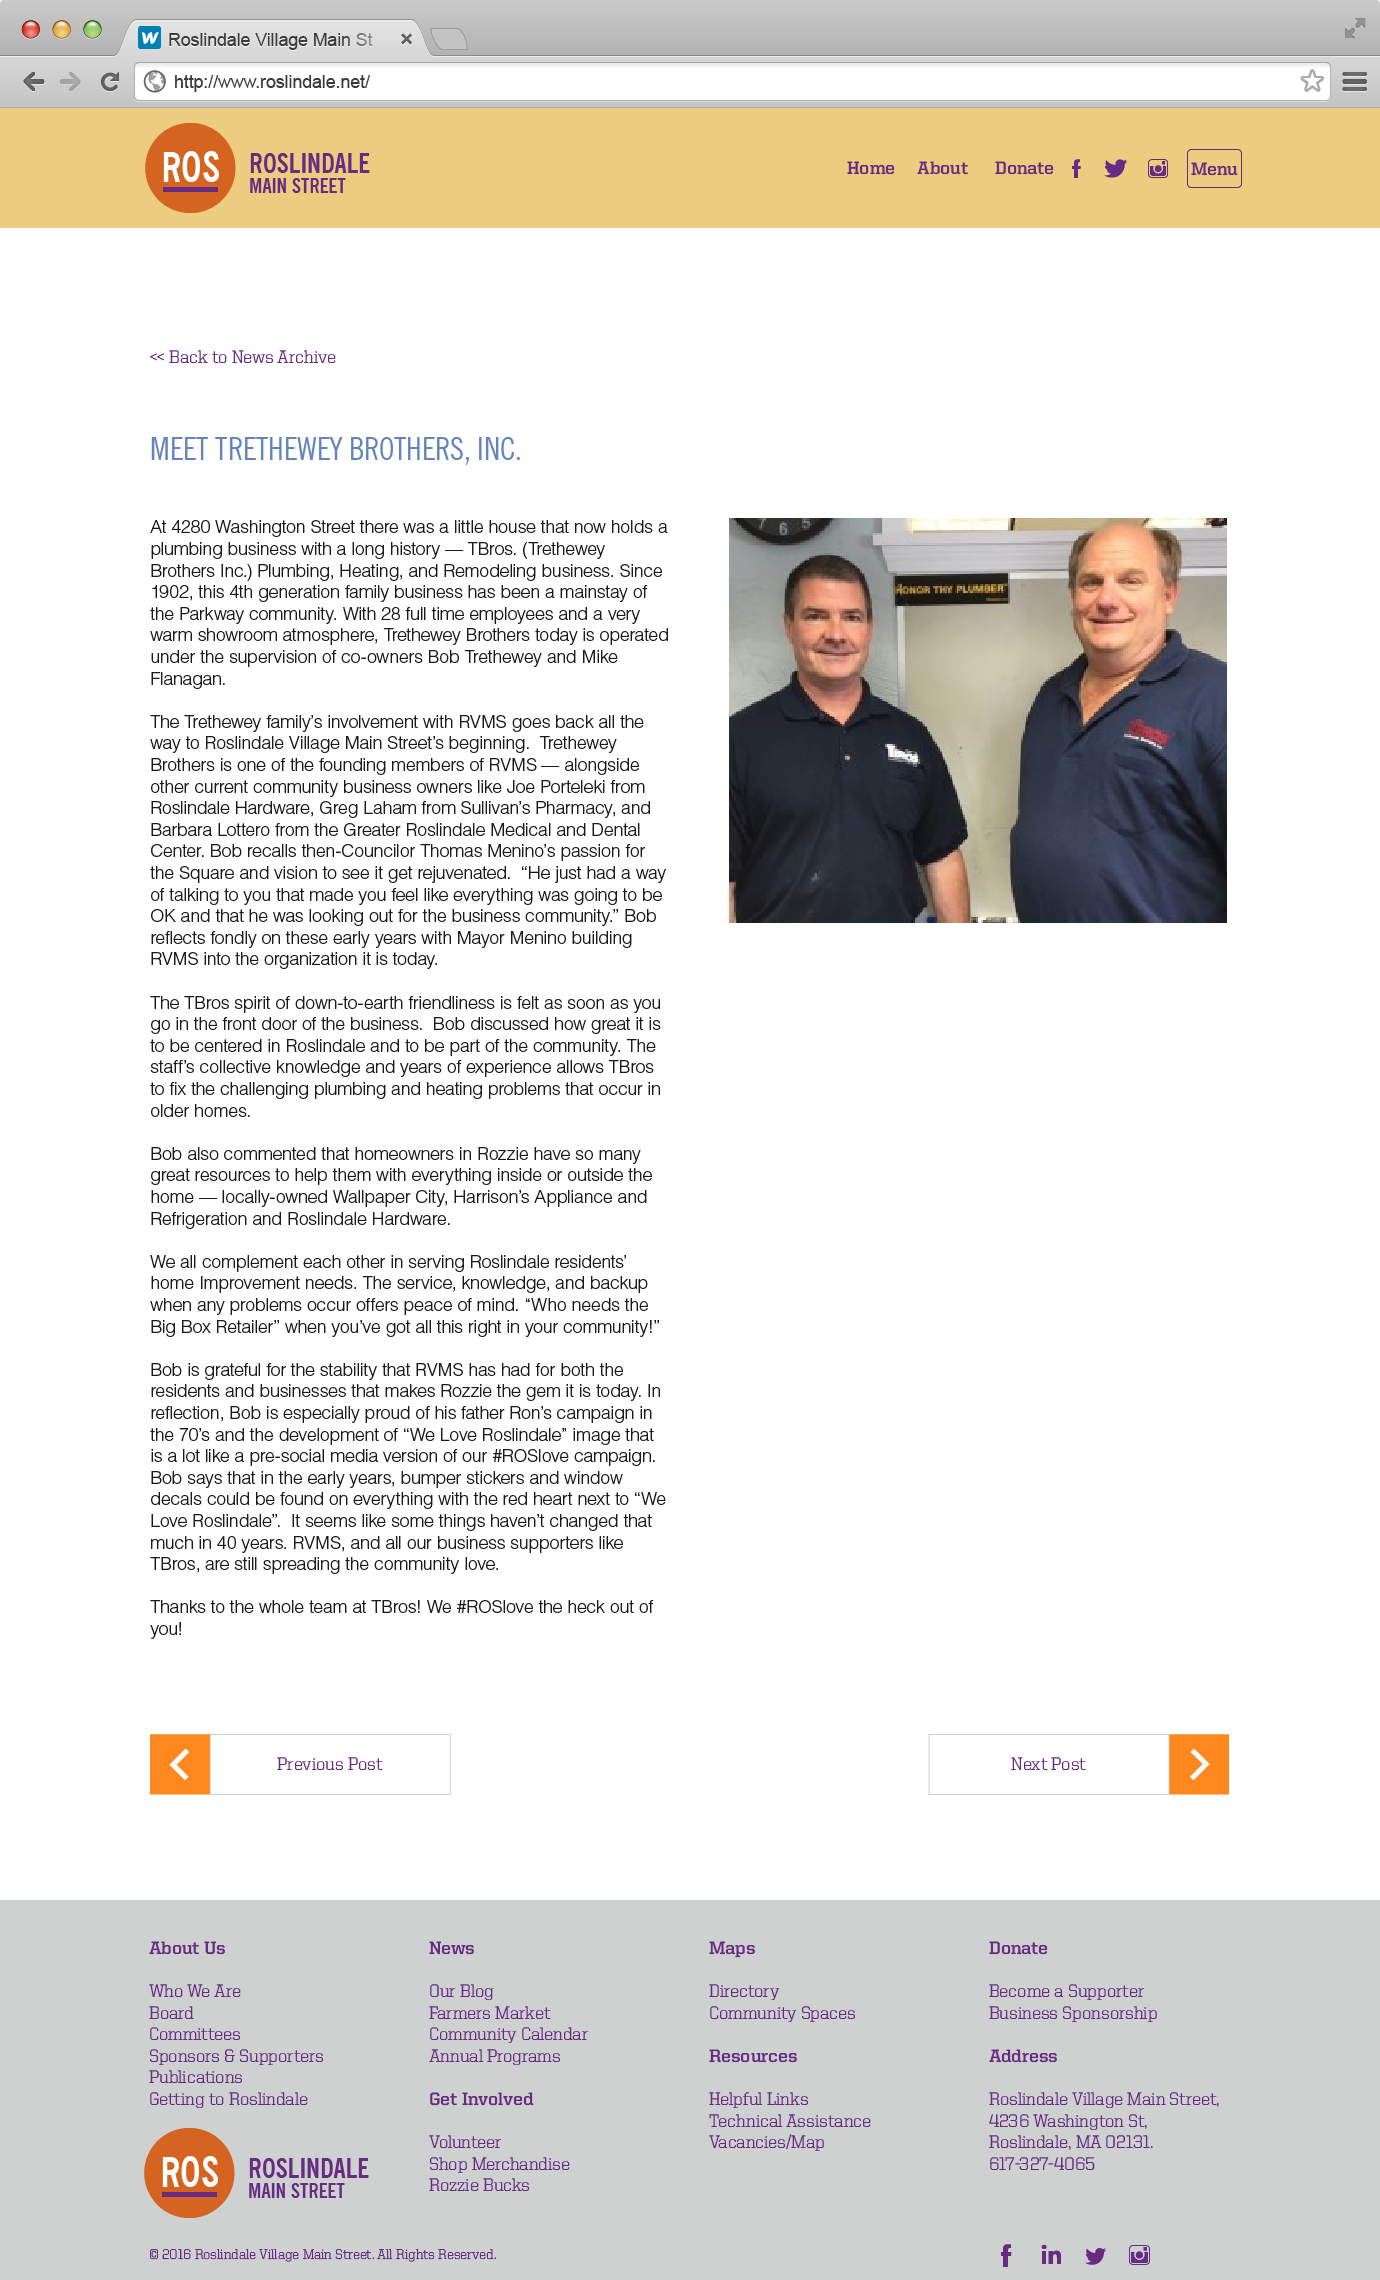 Roslindale Village Main St
http://www.roslindale.net/
ROS
ROSLINDALE
MAIN STREET
Home About Donate Menu
<< Back to News Archive
MEET TRETHEWEY BROTHERS, INC.
At 4280 Washington Street there was a little house that now holds a
plumbing business with a long history — TBros. (Trethewey
Brothers Inc.) Plumbing, Heating, and Remodeling business. Since
1902, this 4th generation family business has been a mainstay of
the Parkway community. With 28 full time employees and a very
warm showroom atmosphere, Trethewey Brothers today is operated
under the supervision of co-owners Bob Trethewey and Mike
Flanagan.
The Trethewey family’s involvement with RVMS goes back all the
way to Roslindale Village Main Street’s beginning.  Trethewey
Brothers is one of the founding members of RVMS — alongside
other current community business owners like Joe Porteleki from
Roslindale Hardware, Greg Laham from Sullivan’s Pharmacy, and
Barbara Lottero from the Greater Roslindale Medical and Dental
Center. Bob recalls then-Councilor Thomas Menino’s passion for
the Square and vision to see it get rejuvenated.  “He just had a way
of talking to you that made you feel like everything was going to be
OK and that he was looking out for the business community.” Bob
reflects fondly on these early years with Mayor Menino building
RVMS into the organization it is today.
The TBros spirit of down-to-earth friendliness is felt as soon as you
go in the front door of the business.  Bob discussed how great it is
to be centered in Roslindale and to be part of the community. The
staff’s collective knowledge and years of experience allows TBros
to fix the challenging plumbing and heating problems that occur in
older homes.
Bob also commented that homeowners in Rozzie have so many
great resources to help them with everything inside or outside the
home — locally-owned Wallpaper City, Harrison’s Appliance and
Refrigeration and Roslindale Hardware.
We all complement each other in serving Roslindale residents’
home Improvement needs. The service, knowledge, and backup
when any problems occur offers peace of mind. “Who needs the
Big Box Retailer” when you’ve got all this right in your community!”
Bob is grateful for the stability that RVMS has had for both the
residents and businesses that makes Rozzie the gem it is today. In
reflection, Bob is especially proud of his father Ron’s campaign in
the 70’s and the development of “We Love Roslindale” image that
is a lot like a pre-social media version of our #ROSlove campaign.
Bob says that in the early years, bumper stickers and window
decals could be found on everything with the red heart next to “We
Love Roslindale”.  It seems like some things haven’t changed that
much in 40 years. RVMS, and all our business supporters like
TBros, are still spreading the community love.
Thanks to the whole team at TBros! We #ROSlove the heck out of
you!
7 6 5
HONOR THY PLUMBER
Previous Post
Next Post
About Us
Who We Are
Board
Committees
Sponsors & Supporters
Publications
Getting to Roslindale
ROS
ROSLINDALE
MAIN STREET
News
Our Blog
Farmers Market
Community Calendar
Annual Programs
Get Involved
Volunteer
Shop Merchandise
Rozzie Bucks
Maps
Directory
Community Spaces
Resources
Helpful Links
Technical Assistance
Vacancies/Map
Donate
Become a Supporter
Business Sponsorship
Address
Roslindale Village Main Street,
4236 Washington St,
Roslindale, MA 02131.
617-327-4065
© 2016 Roslindale Village Main Street. All Rights Reserved.